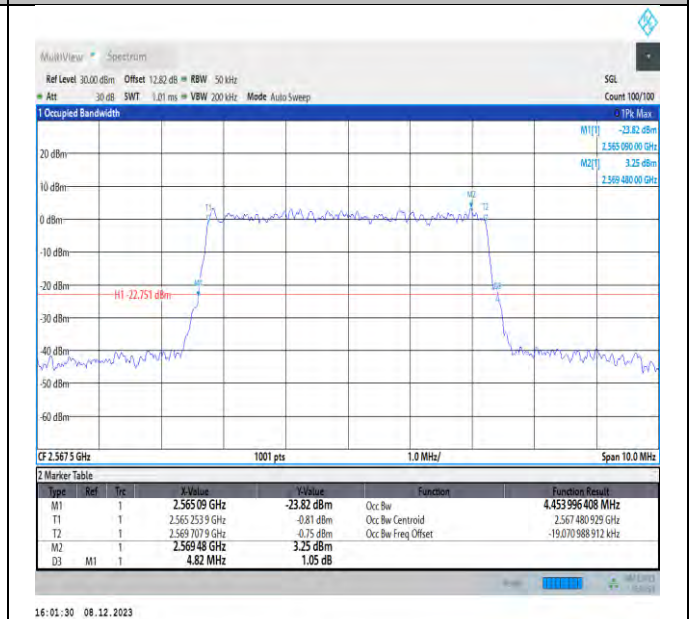 MultiView Spectrum
Ref Level 30.00 dBm Offset 12.82 dB RBW 50 kHz SGL
Att 30 dB SWT 1.01 ms VBW 200 kHz Mode Auto Sweep Count 100/100
1 Occupied Bandwidth 1Pk Max
M1[1] -23.82 dBm
2.565 090 00 GHz
M2[1] 3.25 dBm
2.569 480 00 GHz
20 dBm
10 dBm
M2
T1 T2
0 dBm
-10 dBm
-20 dBm
M1
H1 -22.751 dBm
-30 dBm
-40 dBm
-50 dBm
-60 dBm
CF 2.567 5 GHz 1001 pts 1.0 MHz/ Span 10.0 MHz
2 Marker Table
Type Ref Trc X-Value Y-Value Function Function Result
M1 1 2.565 09 GHz -23.82 dBm Occ Bw 4.453 996 408 MHz
T1 1 2.565 253 9 GHz -0.81 dBm Occ Bw Centroid 2.567 480 929 GHz
T2 1 2.569 707 9 GHz -0.75 dBm Occ Bw Freq Offset -19.070 988 912 kHz
M2 1 2.569 48 GHz 3.25 dBm
D3 M1 1 4.82 MHz 1.05 dB
16:01:30 08.12.2023